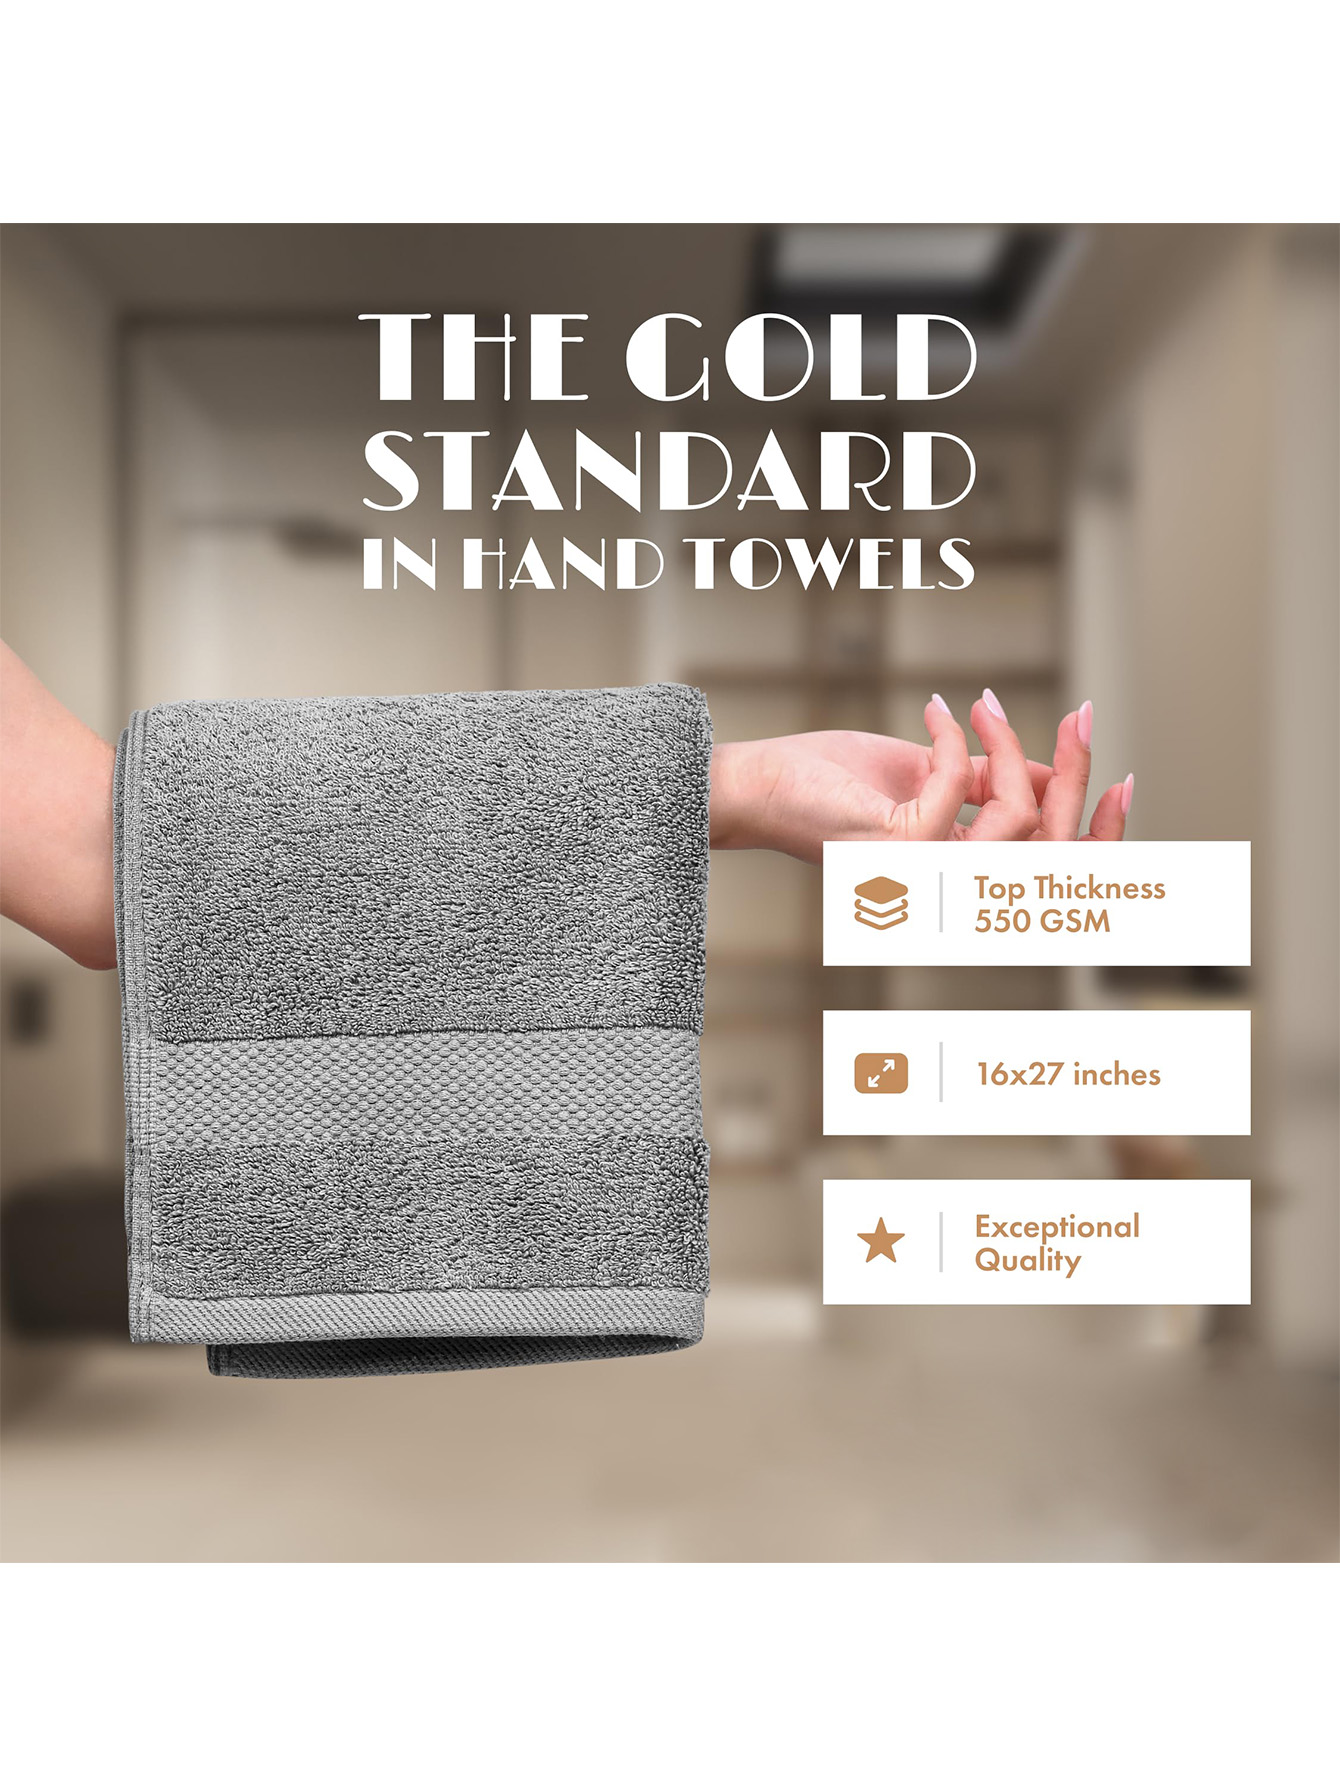 THE GOLD
STANDARD
IN HAND TOWELS
Top Thickness
550 GSM
16x27 inches
Exceptional
Quality